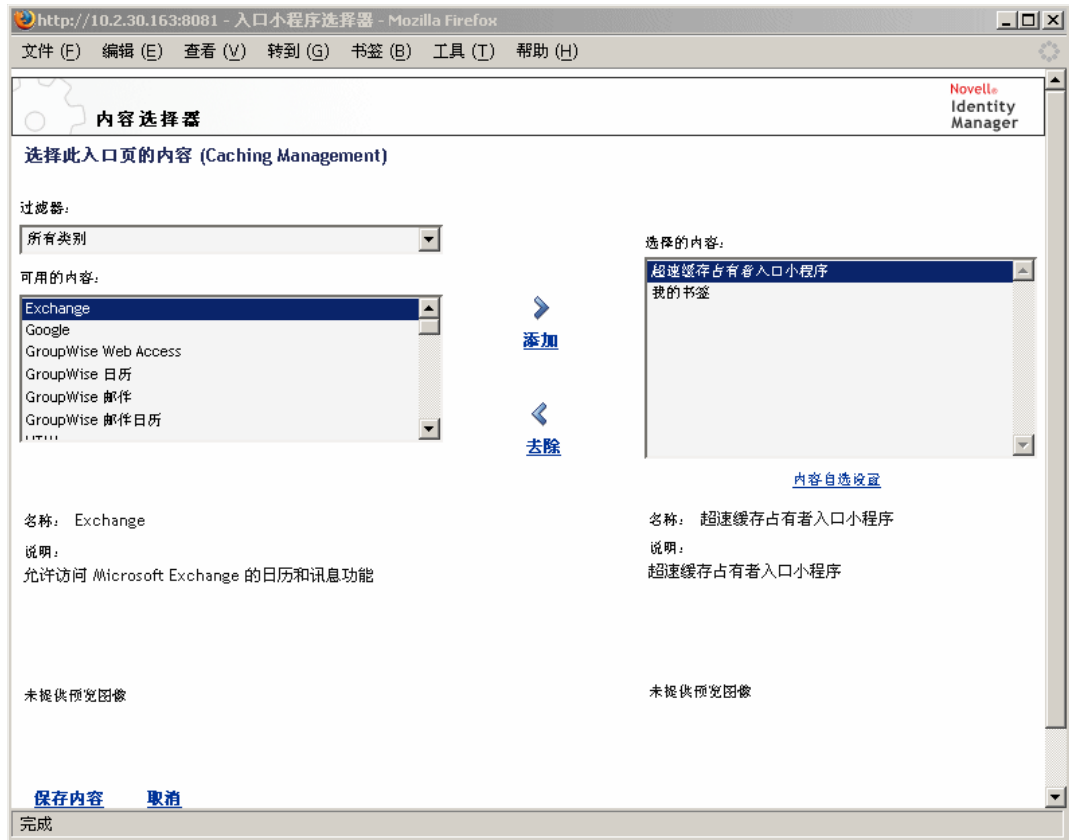 http://10.2.30.163:8081 - 入口小程序选择器 - Mozilla Firefox
文件 (F) 编辑 (E) 查看 (V) 转到 (G) 书签 (B) 工具 (T) 帮助 (H)
Novell®
Identity
Manager
内容选择器
选择此入口页的内容 (Caching Management)
过滤器:
所有类别
可用的内容:
Exchange
Google
GroupWise Web Access
GroupWise 日历
GroupWise 邮件
GroupWise 邮件日历
添加
去除
选择的内容:
超速缓存占有者入口小程序
我的书签
内容自选设置
名称: Exchange
说明:
允许访问 Microsoft Exchange 的日历和讯息功能
未提供预览图像
名称: 超速缓存占有者入口小程序
说明:
超速缓存占有者入口小程序
未提供预览图像
保存内容 取消
完成